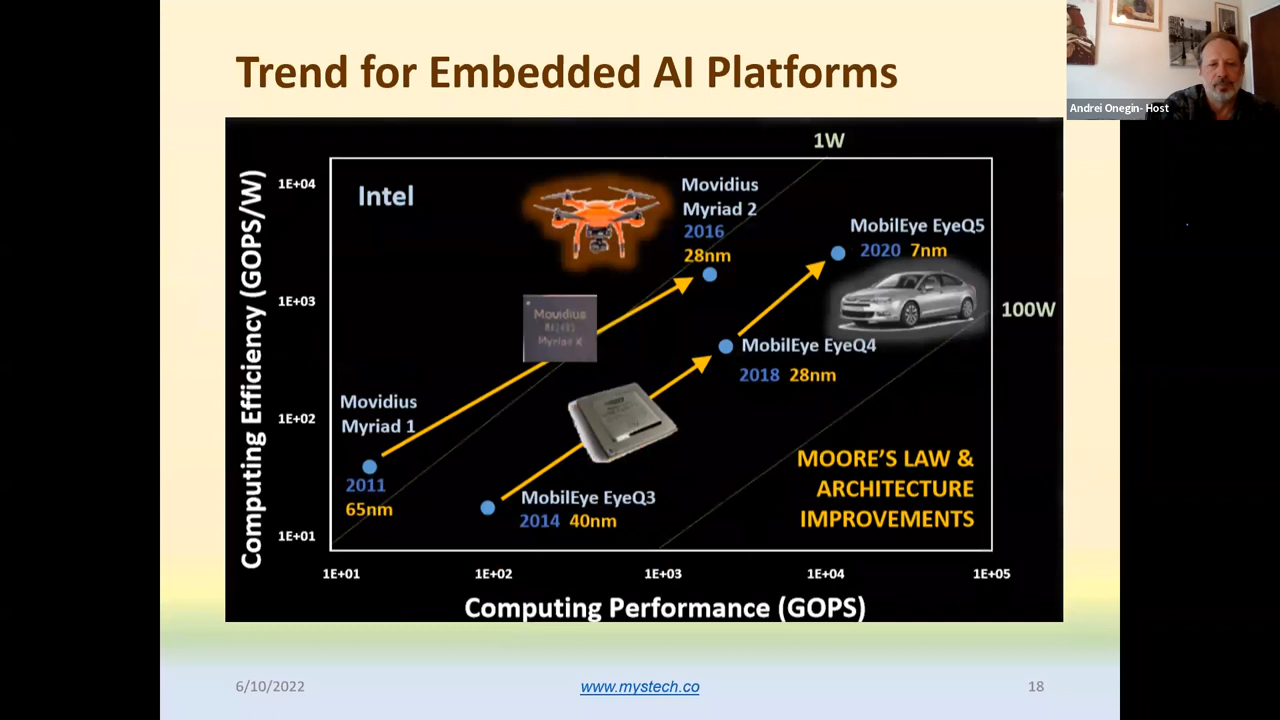 Trend for Embedded AI Platforms
Andrei Onegin- Host
1W
Computing Efficiency (GOPS/W)
1E+04
1E+03
1E+02
1E+01
Intel
Movidius
Myriad 2
2016
28nm
MobilEye EyeQ5
2020 7nm
100W
Movidius
Myriad X
MobilEye EyeQ4
2018 28nm
Movidius
Myriad 1
2011
65nm
MobilEye EyeQ3
2014 40nm
MOORE'S LAW &
ARCHITECTURE
IMPROVEMENTS
1E+01
1E+02
1E+03
1E+04
1E+05
Computing Performance (GOPS)
6/10/2022
www.mystech.co
18